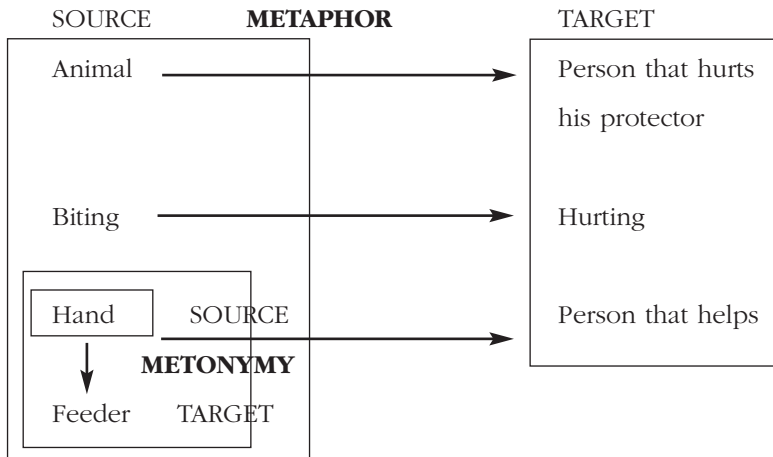 SOURCE METAPHOR TARGET
Animal Person that hurts
his protector
Biting Hurting
Hand SOURCE Person that helps
METONYMY
Feeder TARGET